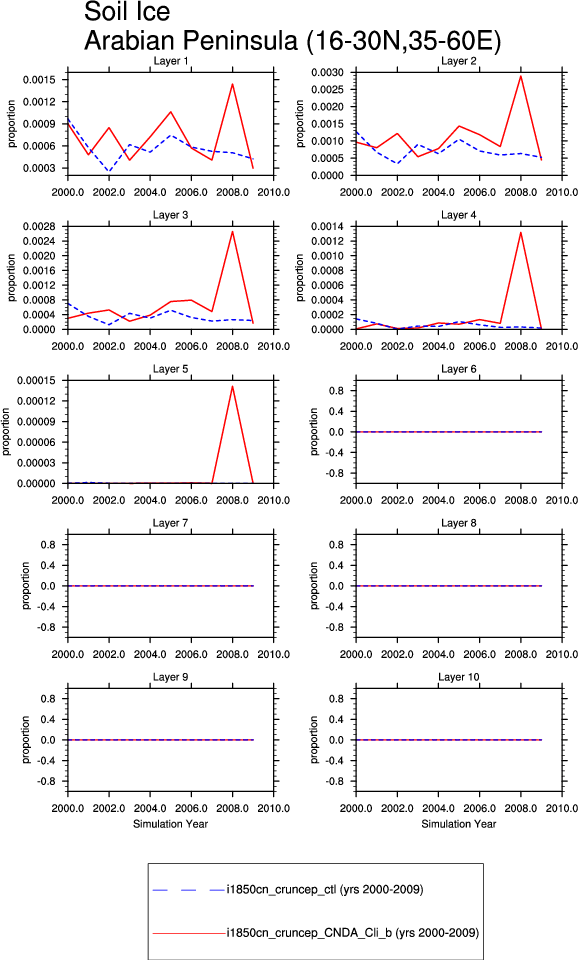 Soil Ice
Arabian Peninsula (16-30N,35-60E)
Layer 1
proportion
0.0015
0.0012
0.0009
0.0006
0.0003
2000.0 2002.0 2004.0 2006.0 2008.0 2010.0
Layer 2
proportion
0.0030
0.0025
0.0020
0.0015
0.0010
0.0005
0.0000
2000.0 2002.0 2004.0 2006.0 2008.0 2010.0
Layer 3
proportion
0.0028
0.0024
0.0020
0.0016
0.0012
0.0008
0.0004
0.0000
2000.0 2002.0 2004.0 2006.0 2008.0 2010.0
Layer 4
proportion
0.0014
0.0012
0.0010
0.0008
0.0006
0.0004
0.0002
0.0000
2000.0 2002.0 2004.0 2006.0 2008.0 2010.0
Layer 5
proportion
0.00015
0.00012
0.00009
0.00006
0.00003
0.00000
2000.0 2002.0 2004.0 2006.0 2008.0 2010.0
Layer 6
proportion
0.8
0.4
0.0
-0.4
-0.8
2000.0 2002.0 2004.0 2006.0 2008.0 2010.0
Layer 7
proportion
0.8
0.4
0.0
-0.4
-0.8
2000.0 2002.0 2004.0 2006.0 2008.0 2010.0
Layer 8
proportion
0.8
0.4
0.0
-0.4
-0.8
2000.0 2002.0 2004.0 2006.0 2008.0 2010.0
Layer 9
proportion
0.8
0.4
0.0
-0.4
-0.8
2000.0 2002.0 2004.0 2006.0 2008.0 2010.0
Simulation Year
Layer 10
proportion
0.8
0.4
0.0
-0.4
-0.8
2000.0 2002.0 2004.0 2006.0 2008.0 2010.0
Simulation Year
i1850cn_cruncep_ctl (yrs 2000-2009)
i1850cn_cruncep_CNDA_Cli_b (yrs 2000-2009)